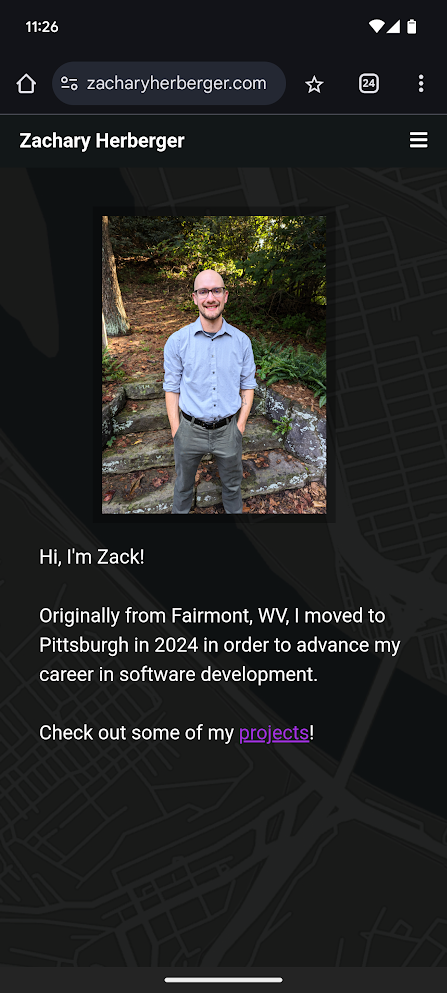 11:26
zacharyherberger.com
24
Zachary Herberger
Hi, I'm Zack!
Originally from Fairmont, WV, I moved to
Pittsburgh in 2024 in order to advance my
career in software development.
Check out some of my projects!